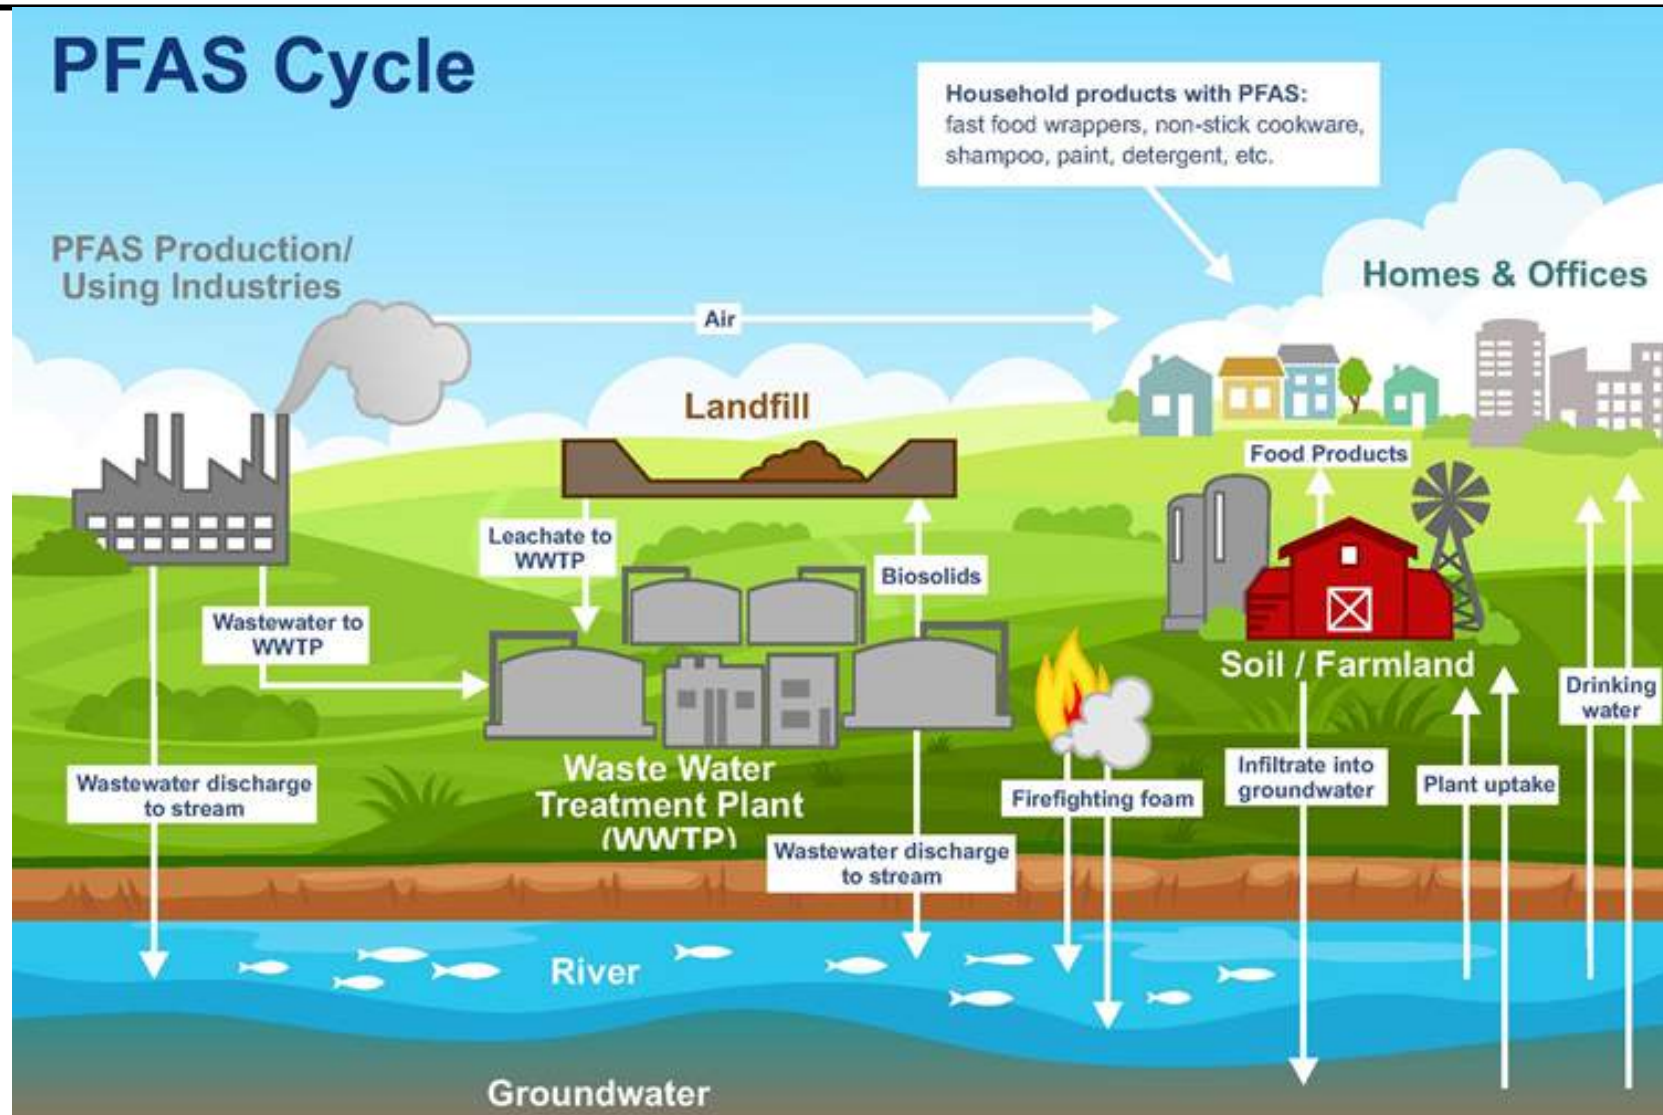 PFAS Cycle
Household products with PFAS:
fast food wrappers, non-stick cookware,
shampoo, paint, detergent, etc.
PFAS Production/
Using Industries
Homes & Offices
Air
Landfill
Food Products
Leachate to
WWTP
Biosolids
Wastewater to
WWTP
Soil / Farmland
Drinking
water
Waste Water
Treatment Plant
(WWTP)
Wastewater discharge
to stream
Firefighting foam
Infiltrate into
groundwater
Plant uptake
Wastewater discharge
to stream
River
Groundwater